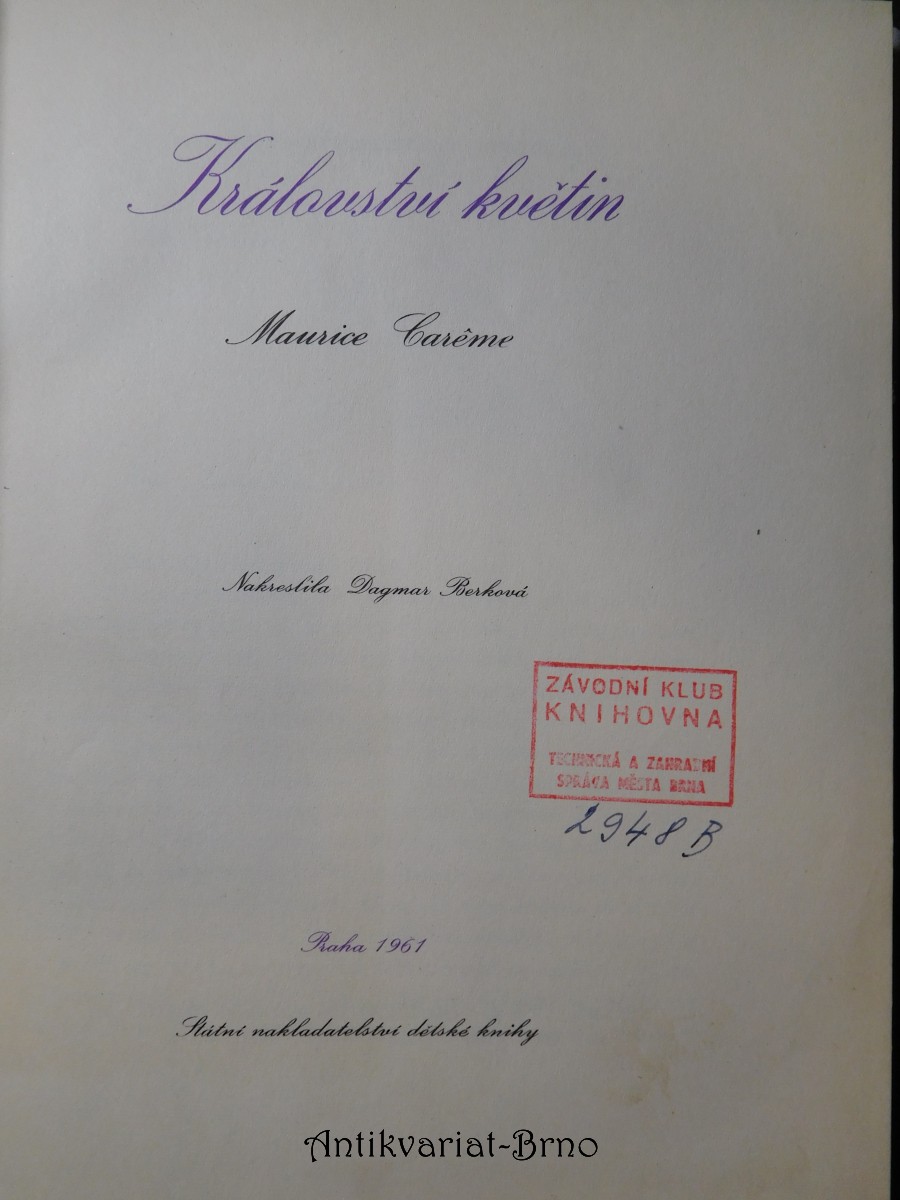 Království květin
Maurice Carême
Nakreslila Dagmar Berková
ZÁVODNÍ KLUB
KNIHOVNA
TECHNICKÁ A ZAHRADNÍ
SPRÁVA MĚSTA BRNA
2948 B
Praha 1961
Státní nakladatelství dětské knihy
Antikvariat-Brno